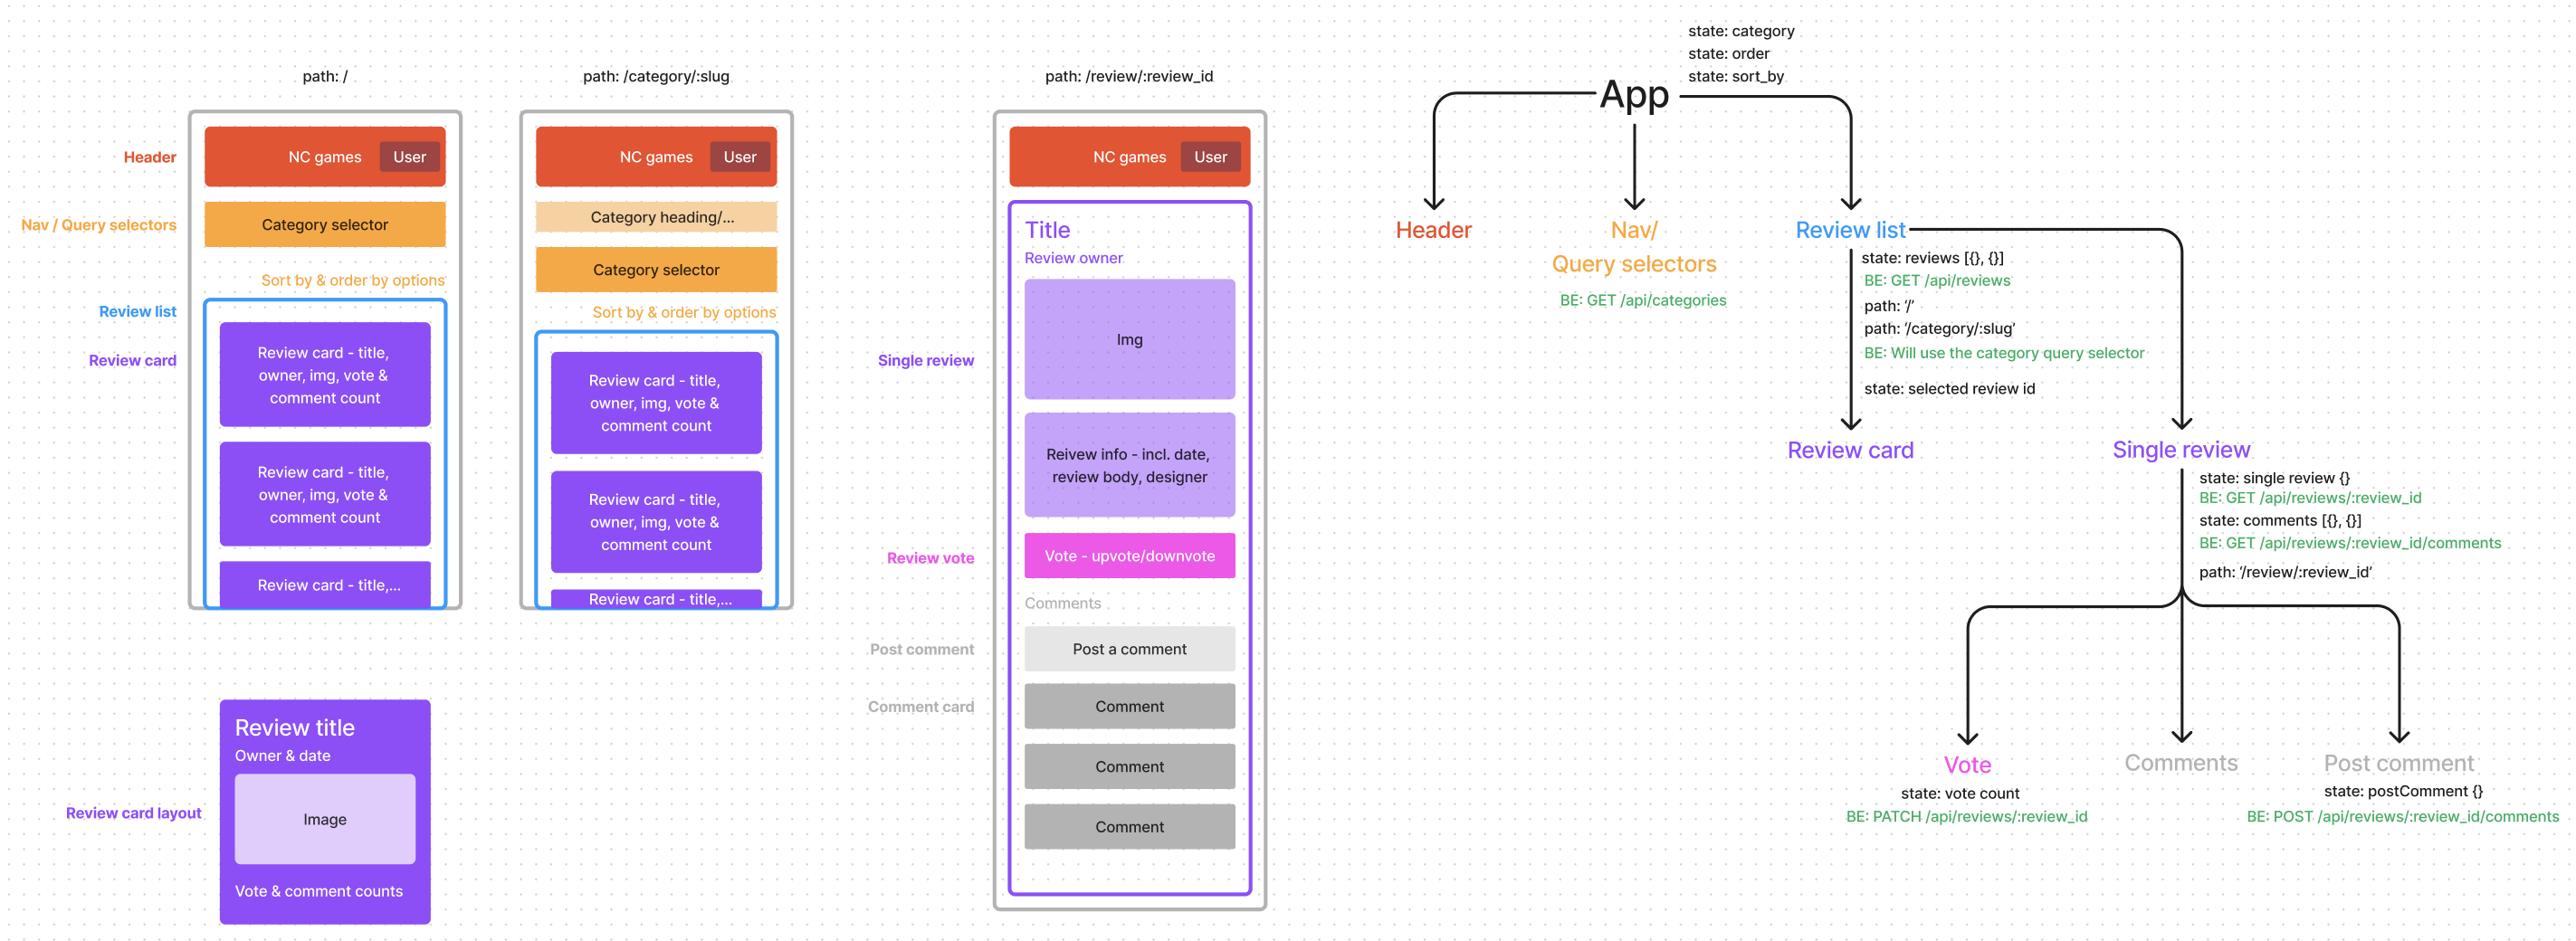 path: /
Header
NC games
User
Nav / Query selectors
Category selector
Sort by & order by options
Review list
Review card
Review card - title,
owner, img, vote &
comment count
Review card - title,
owner, img, vote &
comment count
Review card - title,...
Review card layout
Review title
Owner & date
Image
Vote & comment counts
path: /category/:slug
NC games
User
Category heading/...
Category selector
Sort by & order by options
Review card - title,
owner, img, vote &
comment count
Review card - title,
owner, img, vote &
comment count
Review card - title,...
path: /review/:review_id
NC games
User
Single review
Title
Review owner
Img
Reivew info - incl. date,
review body, designer
Review vote
Vote - upvote/downvote
Comments
Post comment
Post a comment
Comment card
Comment
Comment
Comment
App
state: category
state: order
state: sort_by
Header
Nav/
Query selectors
BE: GET /api/categories
Review list
state: reviews [{}, {}]
BE: GET /api/reviews
path: '/'
path: '/category/:slug'
BE: Will use the category query selector
state: selected review id
Review card
Single review
state: single review {}
BE: GET /api/reviews/:review_id
state: comments [{}, {}]
BE: GET /api/reviews/:review_id/comments
path: '/review/:review_id'
Vote
state: vote count
BE: PATCH /api/reviews/:review_id
Comments
Post comment
state: postComment {}
BE: POST /api/reviews/:review_id/comments